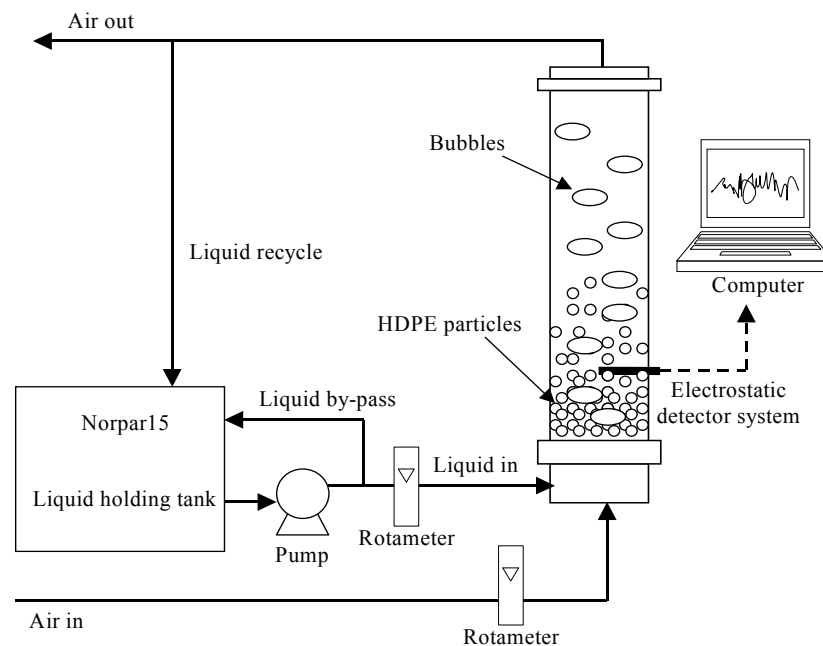 Air out
Bubbles
Liquid recycle
Computer
HDPE particles
Electrostatic
detector system
Liquid by-pass
Norpar15
Liquid in
Liquid holding tank
Pump
Rotameter
Air in
Rotameter